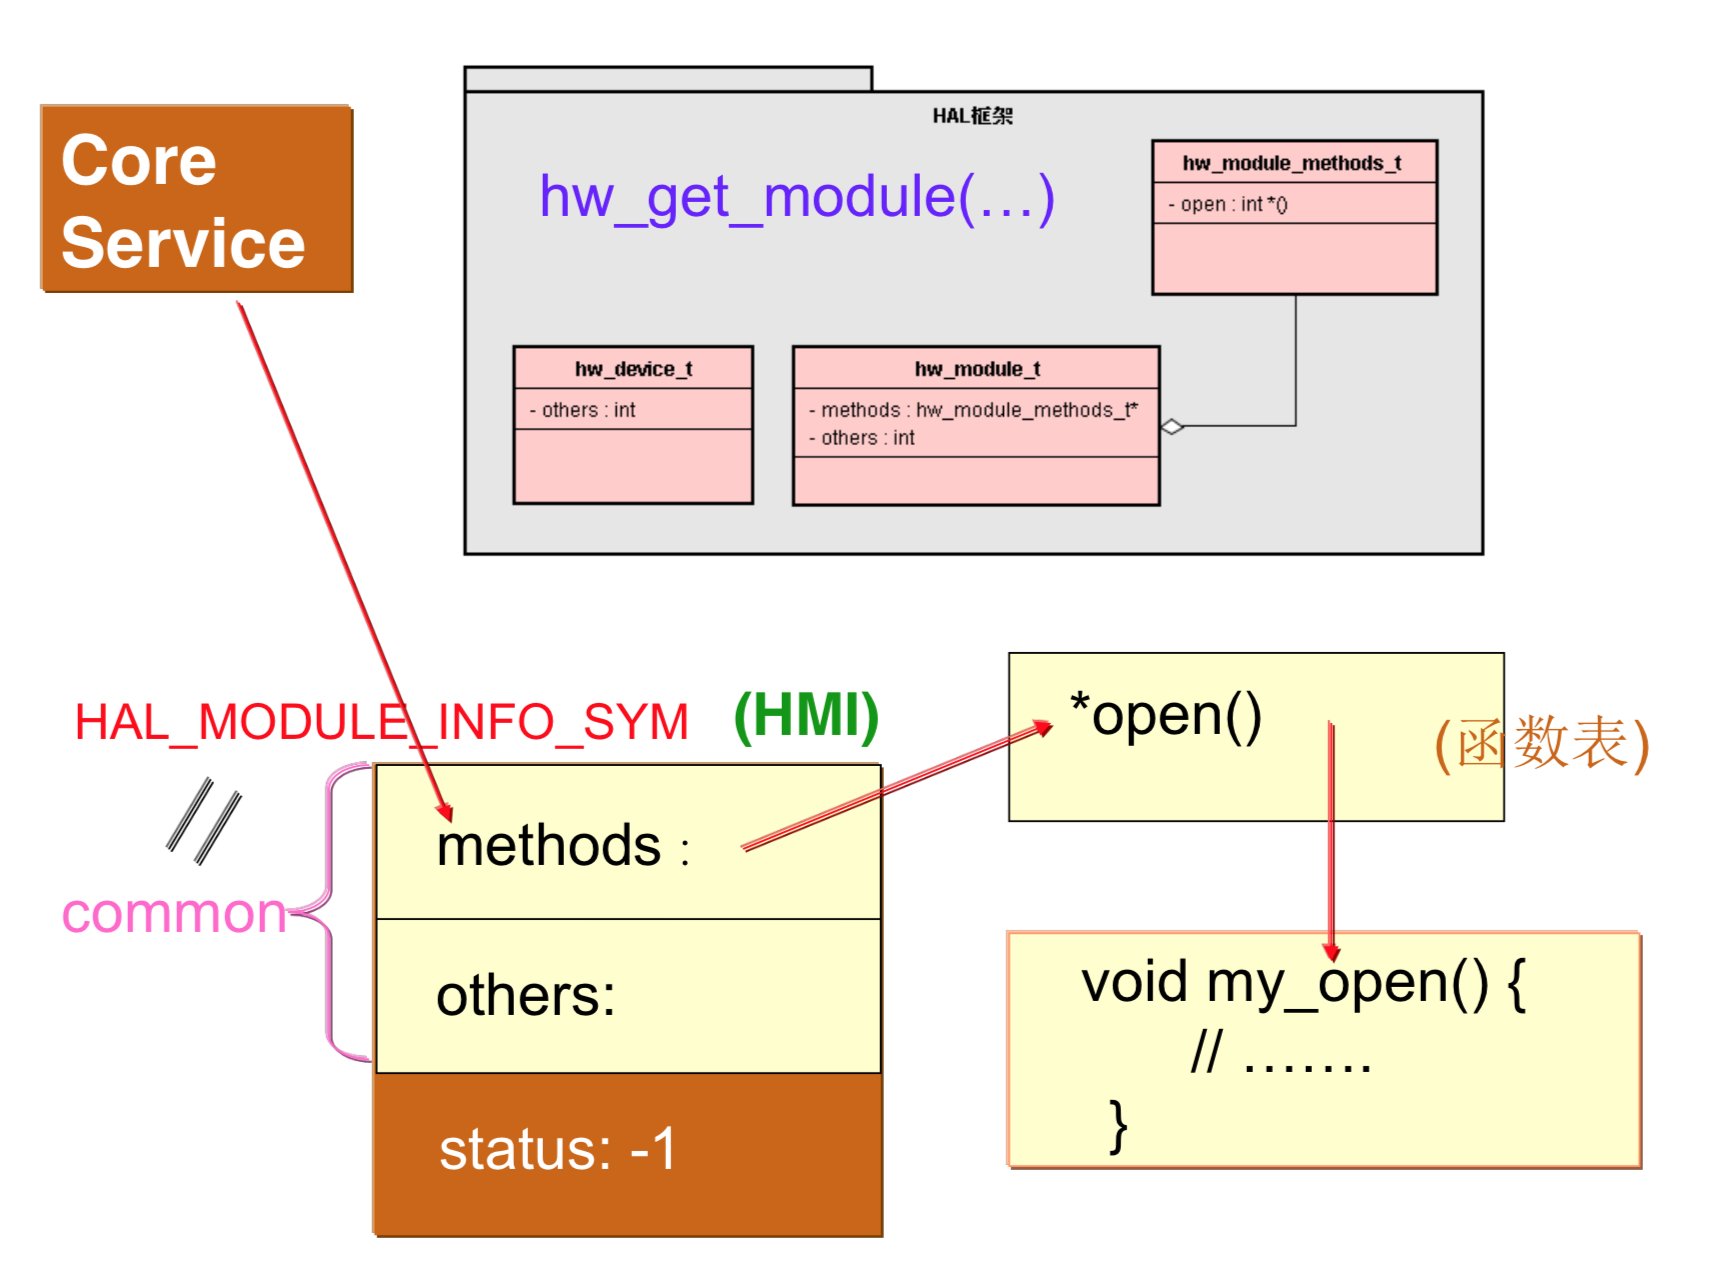 HAL框架
Core
Service
hw_get_module(...)
hw_module_methods_t
- open : int *()
hw_device_t
- others : int
hw_module_t
- methods : hw_module_methods_t*
- others : int
HAL_MODULE_INFO_SYM (HMI)
*open()
(函数表)
methods :
common
others:
void my_open() {
// .......
}
status: -1